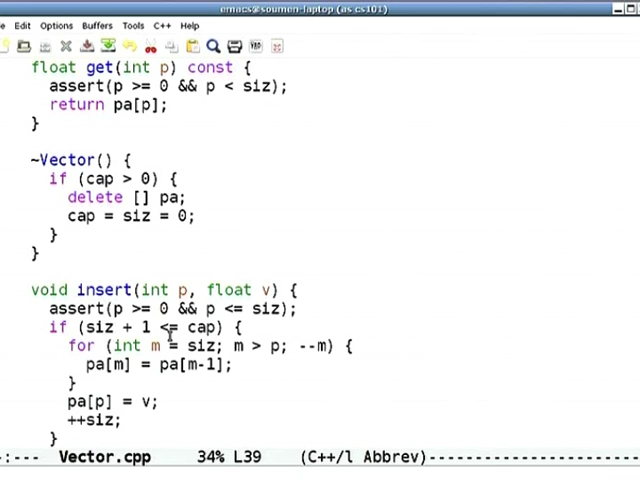 emacs@soumen-laptop (as cs101)
Edit Options Buffers Tools C++ Help
float get(int p) const {
assert(p >= 0 && p < siz);
return pa[p];
}
~Vector() {
if (cap > 0) {
delete [] pa;
cap = siz = 0;
}
}
void insert(int p, float v) {
assert(p >= 0 && p <= siz);
if (siz + 1 <= cap) {
for (int m = siz; m > p; --m) {
pa[m] = pa[m-1];
}
pa[p] = v;
++siz;
}
-:--- Vector.cpp 34% L39 (C++/l Abbrev)-----------------------